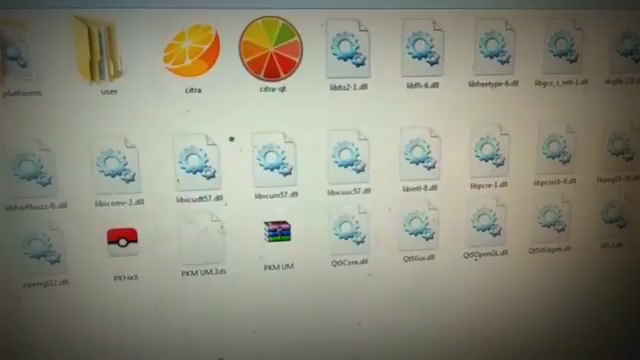 platforms user citra citra-qt libbz2-1.dll libffi-6.dll libfreetype-6.dll libgcc_s_seh-1.dll
libharfbuzz-0.dll libiconv-2.dll libicudt57.dll libicuin57.dll libicuuc57.dll libintl-8.dll libpcre-1.dll libpcre16-0.dll
PKHeX PKM UM.3ds PKM UM Qt5Core.dll Qt5Gui.dll Qt5OpenGL.dll Qt5Widgets.dll